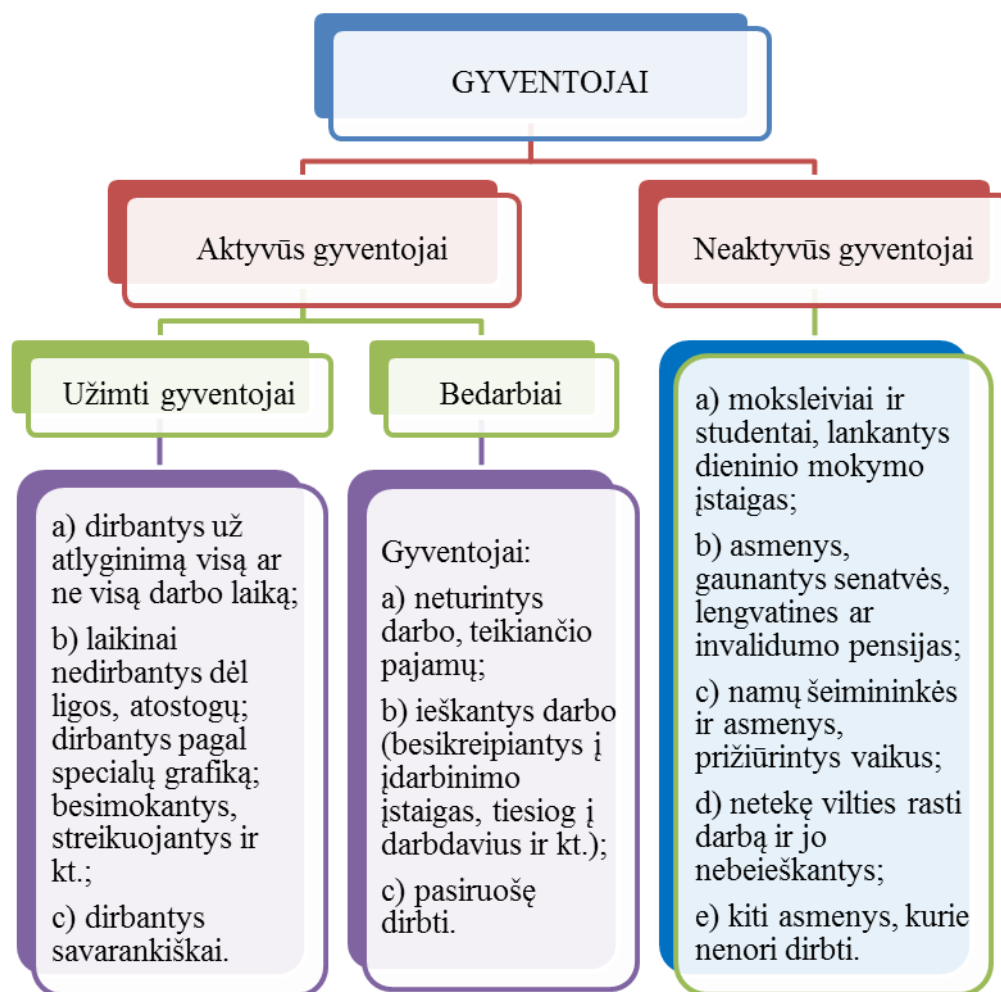 GYVENTOJAI
Aktyvūs gyventojai
Neaktyvūs gyventojai
Užimti gyventojai
Bedarbiai
a) dirbantys už
atlyginimą visą ar
ne visą darbo laiką;
b) laikinai
nedirbantys dėl
ligos, atostogų;
dirbantys pagal
specialų grafiką;
besimokantys,
streikuojantys ir
kt.;
c) dirbantys
savarankiškai.
Gyventojai:
a) neturintys
darbo, teikiančio
pajamų;
b) ieškantys darbo
(besikreipiantys į
įdarbinimo
įstaigas, tiesiog į
darbdavius ir kt.);
c) pasiruošę
dirbti.
a) moksleiviai ir
studentai, lankantys
dieninio mokymo
įstaigas;
b) asmenys,
gaunantys senatvės,
lengvatines ar
invalidumo pensijas;
c) namų šeimininkės
ir asmenys,
prižiūrintys vaikus;
d) netekę vilties rasti
darbą ir jo
nebeieškantys;
e) kiti asmenys, kurie
nenori dirbti.